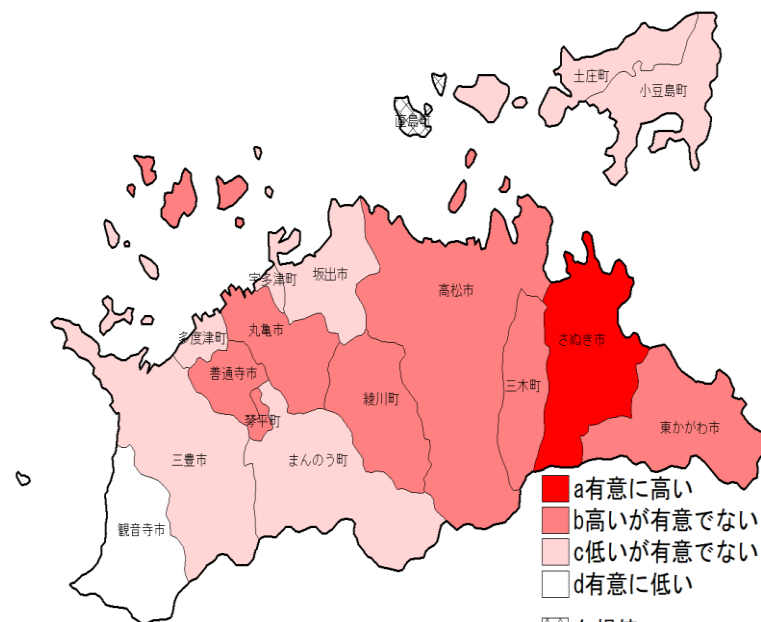 土庄町
小豆島町
直島町
宇多津町
坂出市
高松市
多度津町
丸亀市
さぬき市
善通寺市
綾川町
三木町
琴平町
東かがわ市
三豊市
まんのう町
観音寺市
a有意に高い
b高いが有意でない
c低いが有意でない
d有意に低い